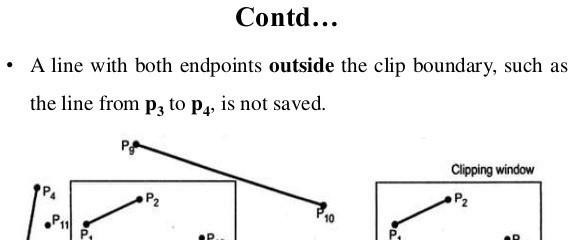 Contd…
• A line with both endpoints outside the clip boundary, such as
the line from p3 to p4, is not saved.
P9
Clipping window
P4
P2
P2
P11
P10
P1
P1